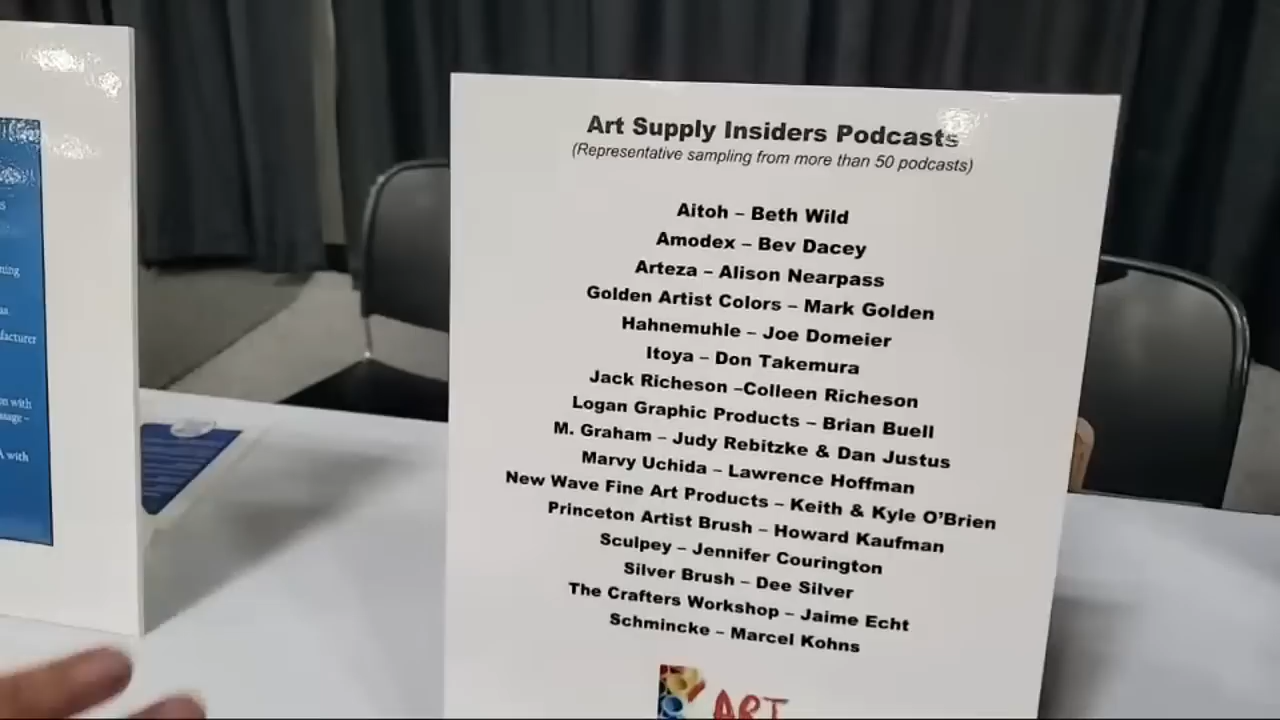 Art Supply Insiders Podcasts
(Representative sampling from more than 50 podcasts)
Aitoh – Beth Wild
Amodex – Bev Dacey
Arteza – Alison Nearpass
Golden Artist Colors – Mark Golden
Hahnemuhle – Joe Domeier
Itoya – Don Takemura
Jack Richeson –Colleen Richeson
Logan Graphic Products – Brian Buell
M. Graham – Judy Rebitzke & Dan Justus
Marvy Uchida – Lawrence Hoffman
New Wave Fine Art Products – Keith & Kyle O'Brien
Princeton Artist Brush – Howard Kaufman
Sculpey – Jennifer Courington
Silver Brush – Dee Silver
The Crafters Workshop – Jaime Echt
Schmincke – Marcel Kohns
ART